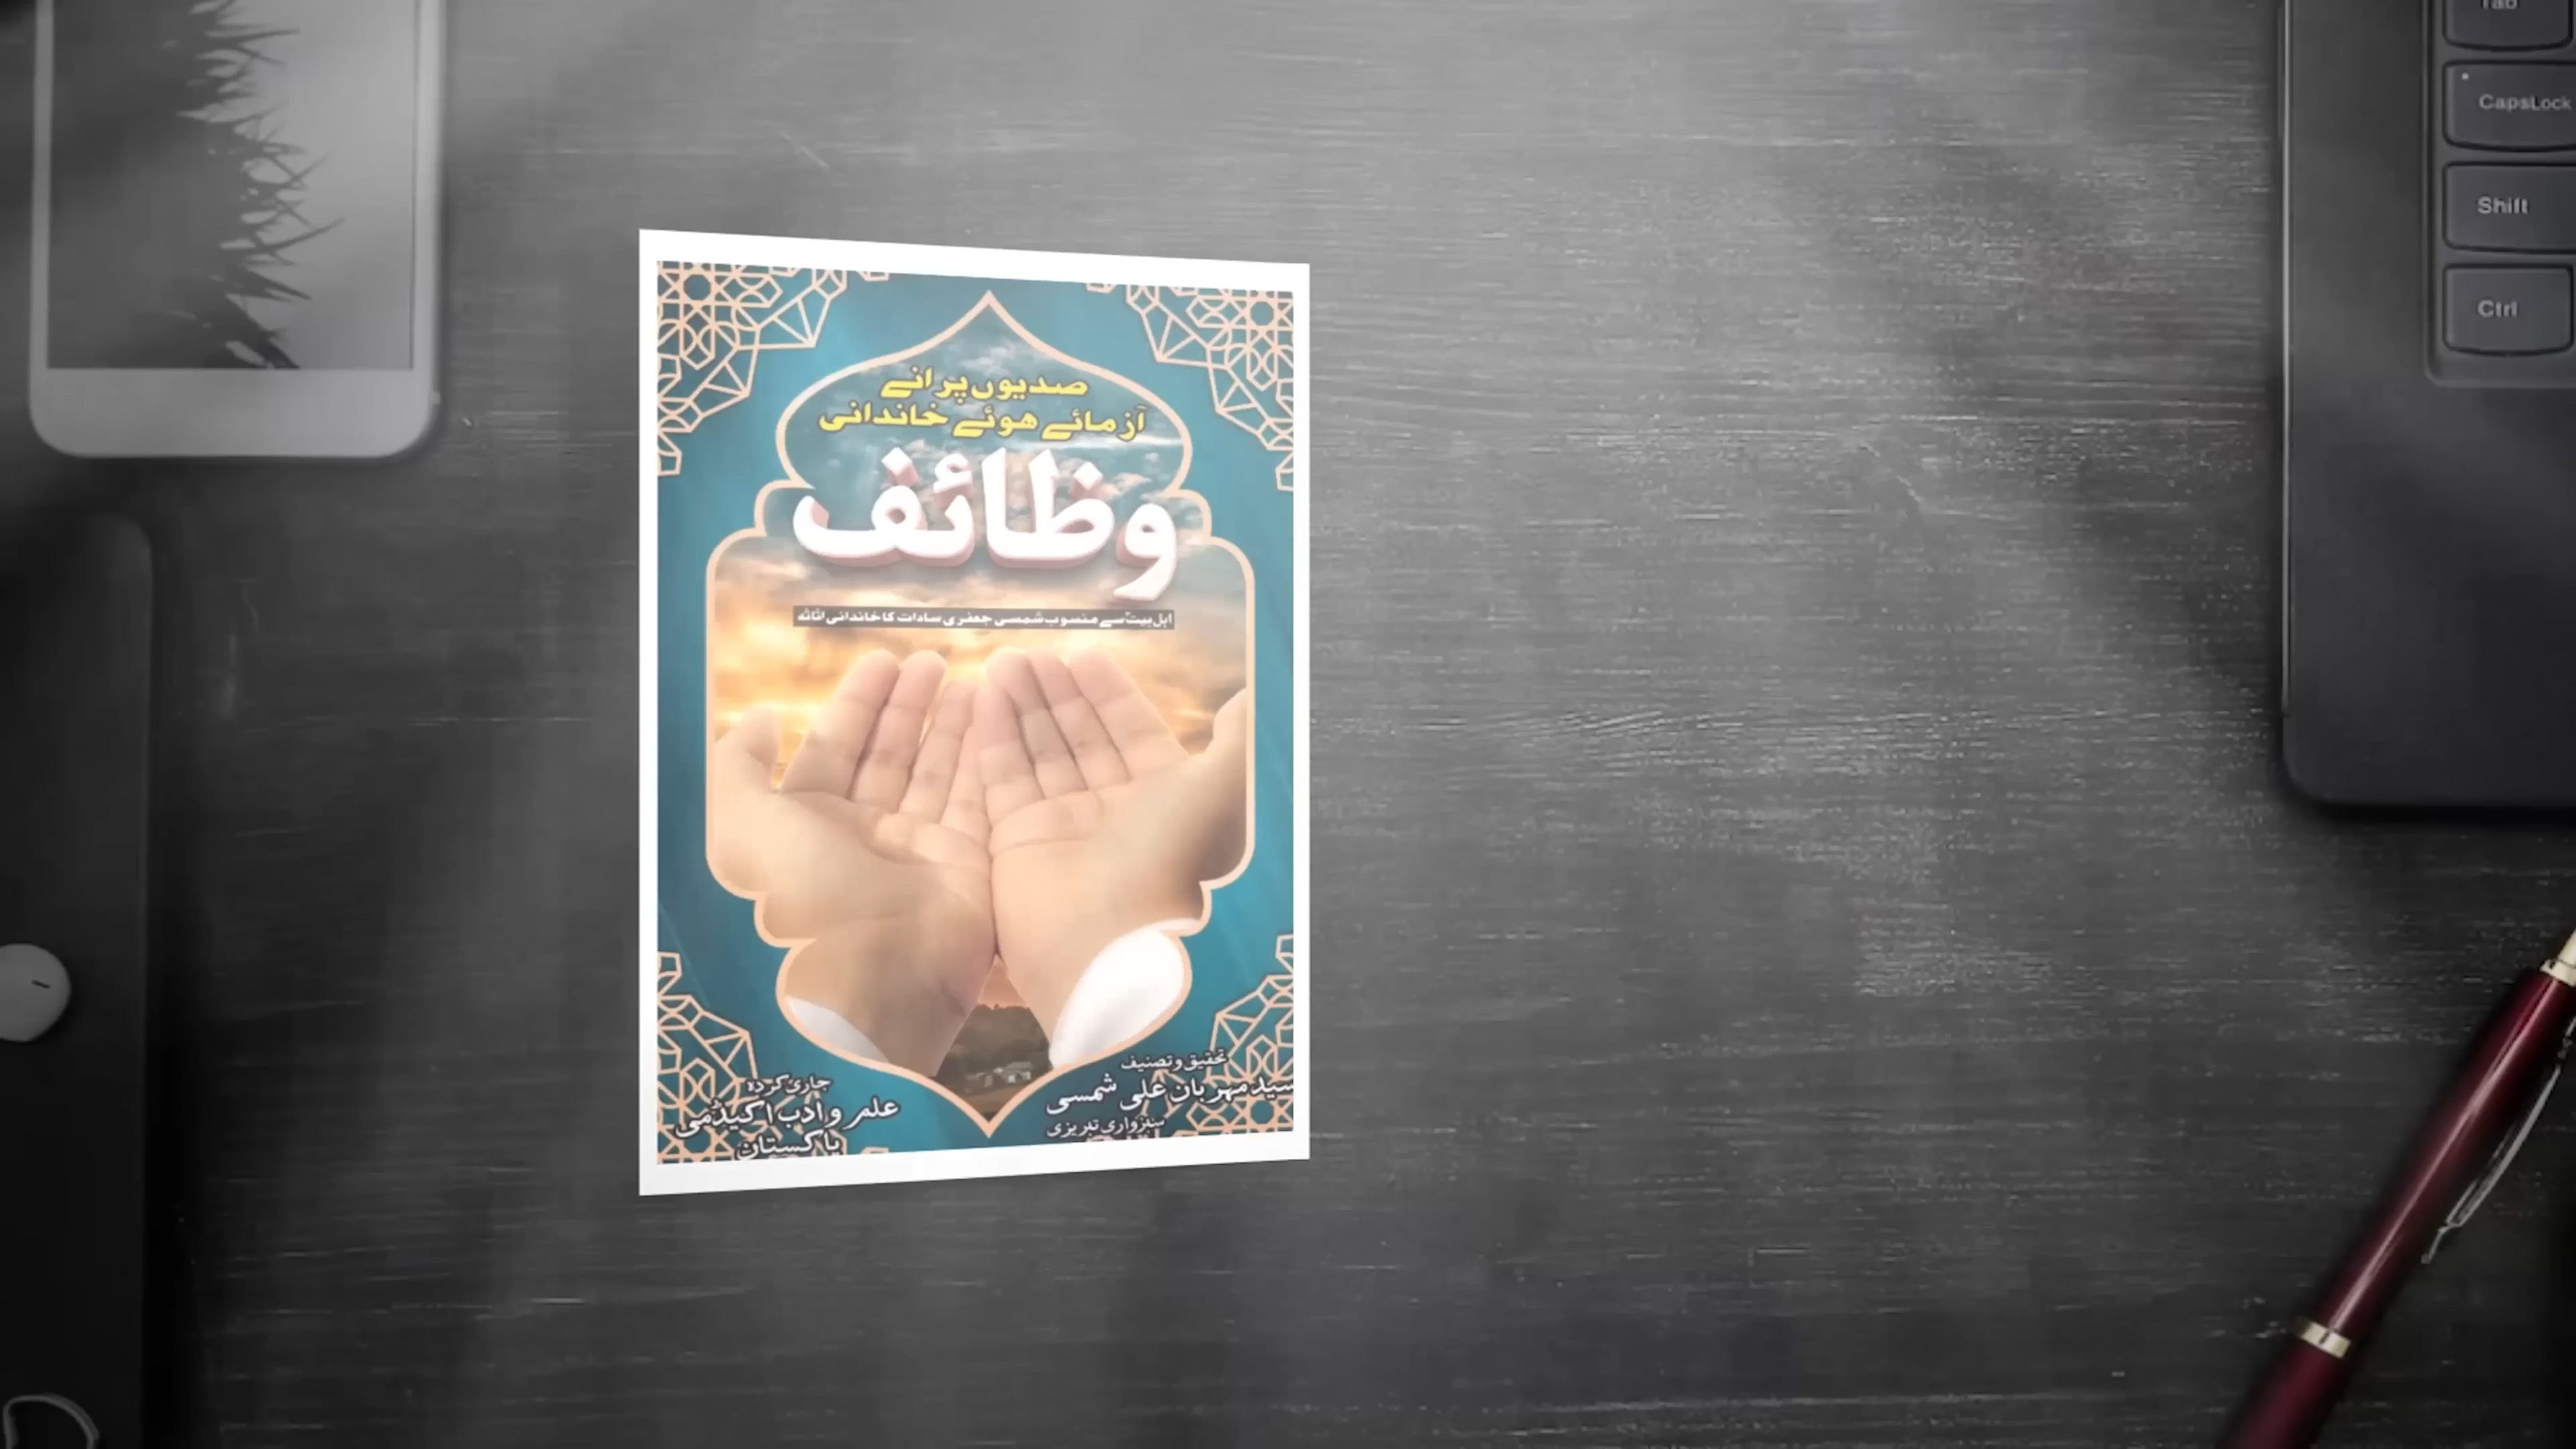 صدیوں پرانے
آزمائے ہوئے خاندانی
وظائف
اہل بیتؑ سے منسوب شمسی جعفری سادات کا خاندانی اثاثہ
تحقیق و تصنیف
سید مہربان علی شمسی
سبزواری تبریزی
جاری کردہ
علم و ادب اکیڈمی
پاکستان
Tab
CapsLock
Shift
Ctrl